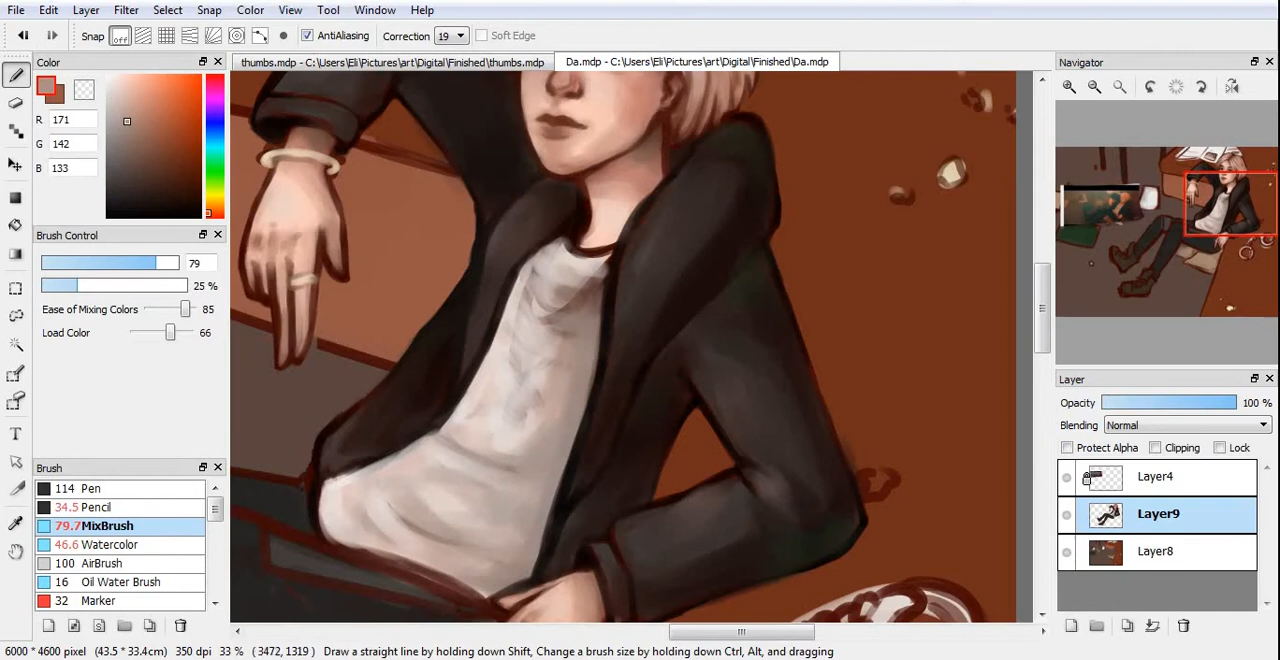 File Edit Layer Filter Select Snap Color View Tool Window Help
Snap off AntiAliasing Correction 19 Soft Edge
Color
R 171
G 142
B 133
Brush Control
79
25 %
Ease of Mixing Colors 85
Load Color 66
Brush
114 Pen
34.5 Pencil
79.7 MixBrush
46.6 Watercolor
100 AirBrush
16 Oil Water Brush
32 Marker
thumbs.mdp - C:\Users\Eli\Pictures\art\Digital\Finished\thumbs.mdp
Da.mdp - C:\Users\Eli\Pictures\art\Digital\Finished\Da.mdp
Navigator
Layer
Opacity 100 %
Blending Normal
Protect Alpha Clipping Lock
Layer4
Layer9
Layer8
T
6000 * 4600 pixel (43.5 * 33.4cm) 350 dpi 33 % ( 3472, 1319 ) Draw a straight line by holding down Shift, Change a brush size by holding down Ctrl, Alt, and dragging